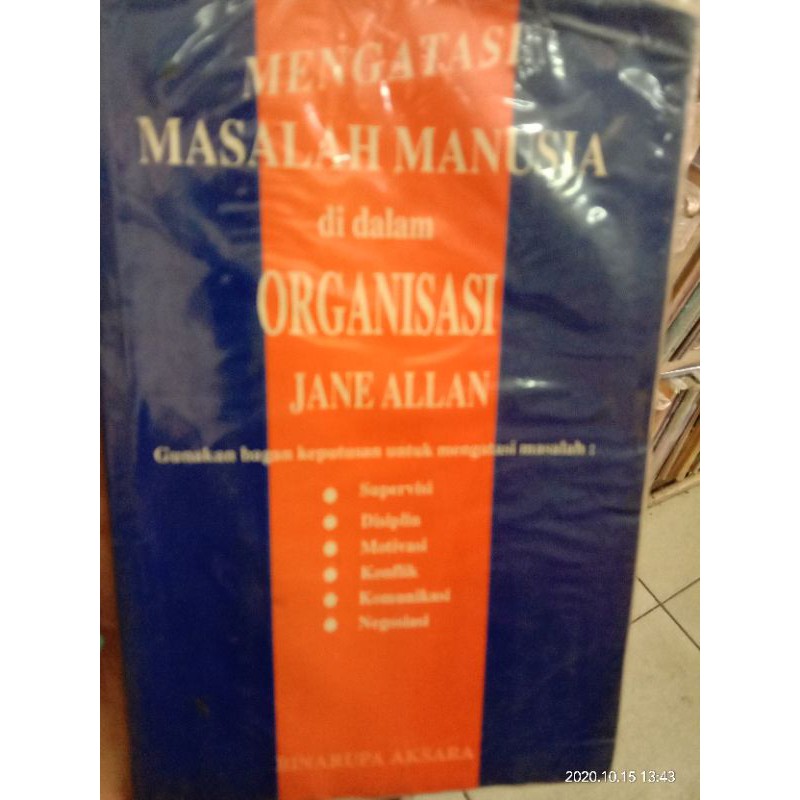 MENGATASI
MASALAH MANUSIA
di dalam
ORGANISASI
JANE ALLAN
Gunakan bagan keputusan untuk mengatasi masalah :
Supervisi
Disiplin
Motivasi
Konflik
Komunikasi
Negosiasi
BINARUPA AKSARA
2020.10.15 13:43